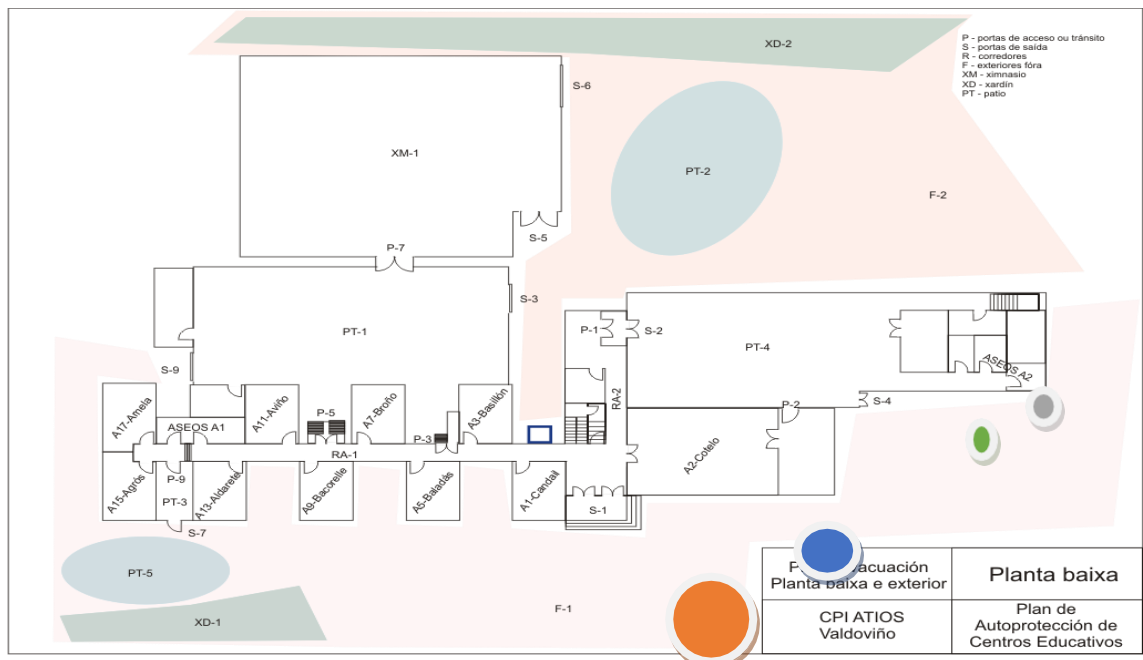 XD-2
P - portas de acceso ou tránsito
S - portas de saída
R - corredores
F - exteriores fóra
XM - ximnasio
XD - xardín
PT - patio
S-6
XM-1
PT-2
F-2
S-5
P-7
S-3
PT-1
P-1
S-2
PT-4
S-9
ASEOS A2
A17-Amela
A11-Aviño
P-5
A7-Broño
A3-Basillón
RA-2
S-4
P-2
ASEOS A1
P-3
RA-1
A2-Cotelo
A15-Agrós
P-9
PT-3
A13-Aldarete
A9-Bacorelle
A5-Baladás
A1-Candail
S-1
S-7
PT-5
XD-1
F-1
acuación
Planta baixa e exterior
Planta baixa
CPI ATIOS
Valdoviño
Plan de
Autoprotección de
Centros Educativos